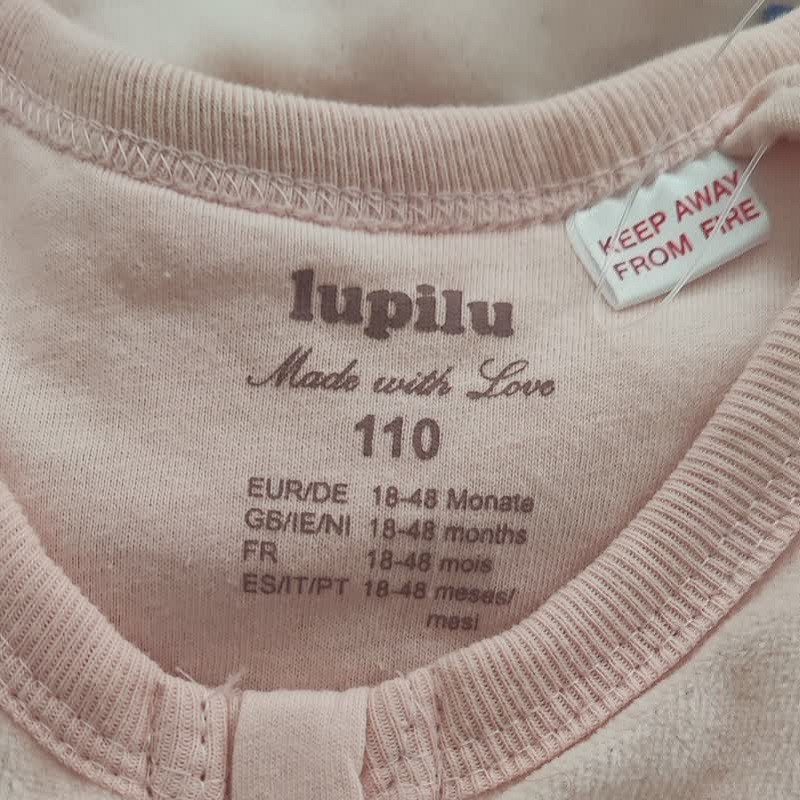 KEEP AWAY
FROM FIRE
lupilu
Made with Love
110
EUR/DE 18-48 Monate
GB/IE/NI 18-48 months
FR 18-48 mois
ES/IT/PT 18-48 meses/
mesi